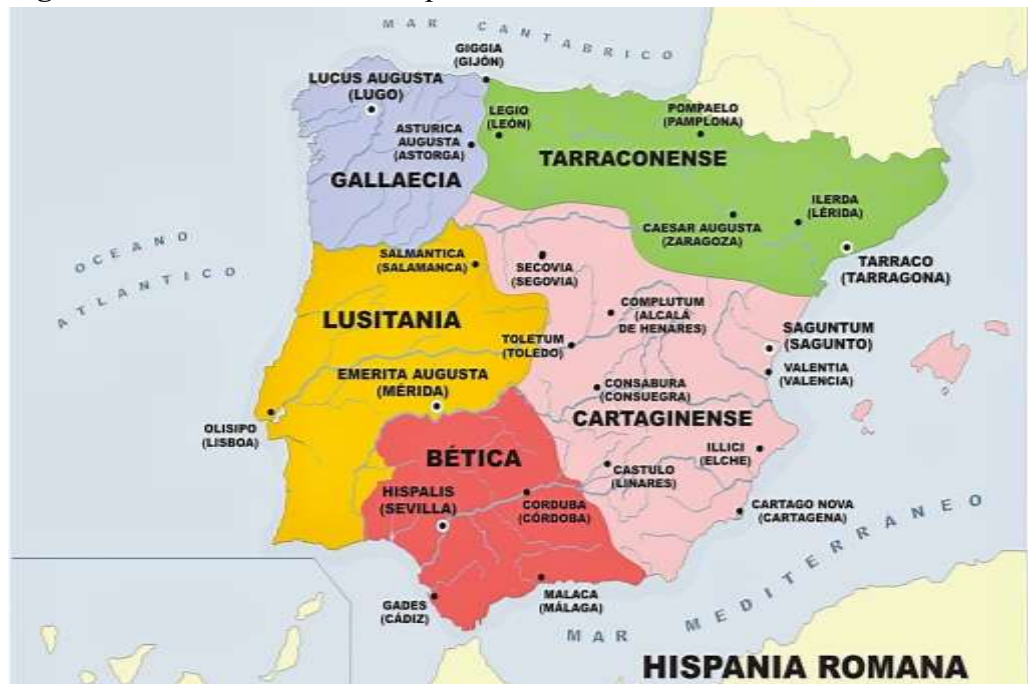 MAR CANTABRICO
GIGGIA
(GIJÓN)
LUCUS AUGUSTA
(LUGO)
LEGIO
(LEÓN)
POMPAELO
(PAMPLONA)
ASTURICA
AUGUSTA
(ASTORGA)
TARRACONENSE
GALLAECIA
ILERDA
(LÉRIDA)
CAESAR AUGUSTA
(ZARAGOZA)
OCEANO
ATLANTICO
SALMANTICA
(SALAMANCA)
SECOVIA
(SEGOVIA)
TARRACO
(TARRAGONA)
COMPLUTUM
(ALCALÁ
DE HENARES)
LUSITANIA
SAGUNTUM
(SAGUNTO)
TOLETUM
(TOLEDO)
VALENTIA
(VALENCIA)
EMERITA AUGUSTA
(MÉRIDA)
CONSABURA
(CONSUEGRA)
CARTAGINENSE
OLISIPO
(LISBOA)
BÉTICA
ILLICI
(ELCHE)
CASTULO
(LINARES)
HISPALIS
(SEVILLA)
CORDUBA
(CÓRDOBA)
CARTAGO NOVA
(CARTAGENA)
GADES
(CÁDIZ)
MALACA
(MÁLAGA)
MAR MEDITERRANEO
HISPANIA ROMANA